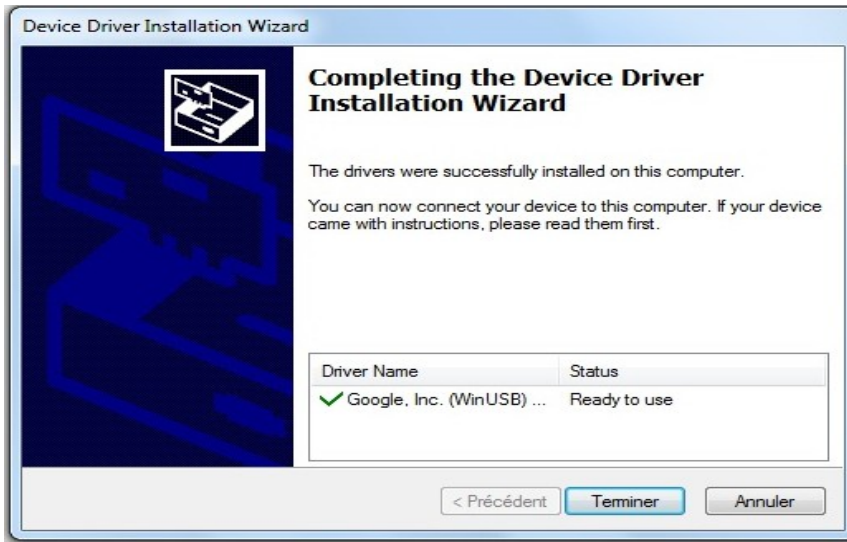 Device Driver Installation Wizard
Completing the Device Driver
Installation Wizard
The drivers were successfully installed on this computer.
You can now connect your device to this computer. If your device
came with instructions, please read them first.
Driver Name Status
Google, Inc. (WinUSB) ... Ready to use
< Précédent Terminer Annuler